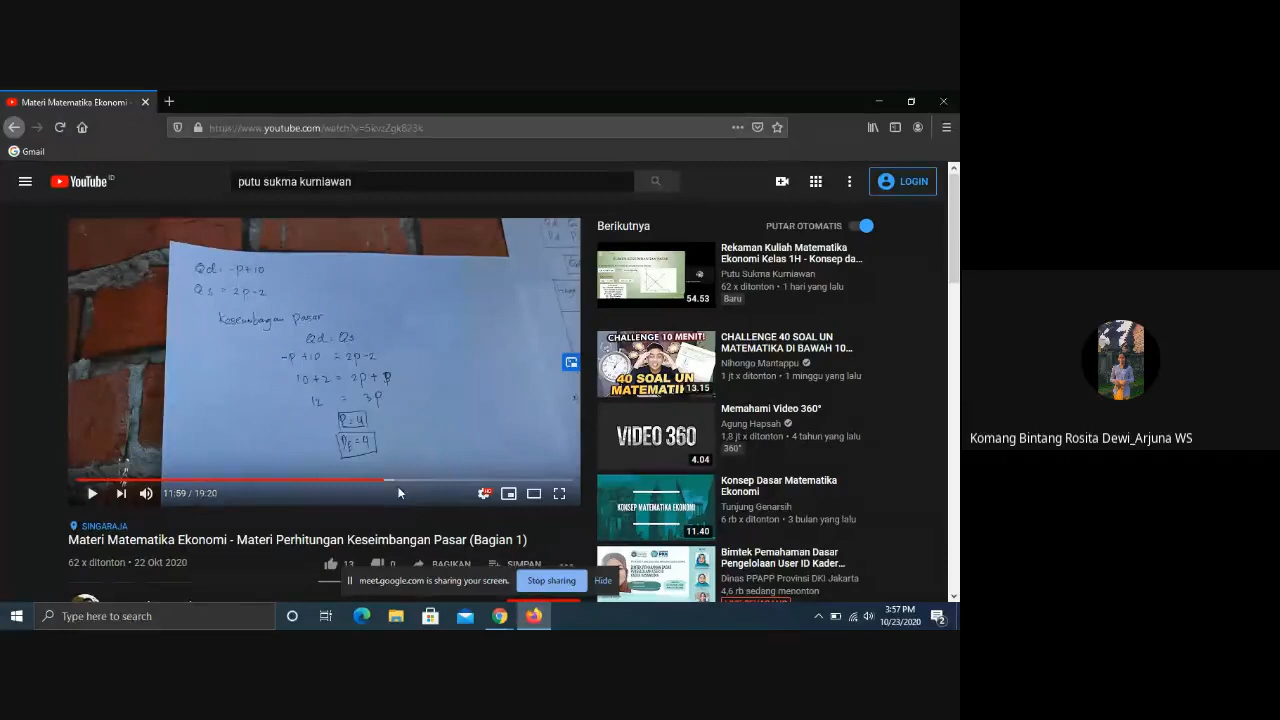 Materi Matematika Ekonomi -
https://www.youtube.com/watch?v=5kvzZgk823k
Gmail
YouTube ID
putu sukma kurniawan
LOGIN
Qd = -p+10
Qs = 2p-2
Keseimbagan pasar
Qd = Qs
-p+10 = 2p-2
10+2 = 2p+p
12 = 3p
P=4
PE=4
11:59 / 19:20
HD
SINGARAJA
Materi Matematika Ekonomi - Materi Perhitungan Keseimbangan Pasar (Bagian 1)
62 x ditonton • 22 Okt 2020
13
0
BAGIKAN
SIMPAN
Berikutnya
PUTAR OTOMATIS
54.53
Rekaman Kuliah Matematika
Ekonomi Kelas 1H - Konsep da...
Putu Sukma Kurniawan
62 x ditonton • 1 hari yang lalu
Baru
CHALLENGE 10 MENIT!
40 SOAL UN
MATEMATIK
13.15
CHALLENGE 40 SOAL UN
MATEMATIKA DI BAWAH 10...
Nihongo Mantappu
1 jt x ditonton • 1 minggu yang lalu
VIDEO 360°
4.04
Memahami Video 360°
Agung Hapsah
1,8 jt x ditonton • 4 tahun yang lalu
360°
KONSEP MATEMATIKA EKONOMI
11.40
Konsep Dasar Matematika
Ekonomi
Tunjung Genarsih
6 rb x ditonton • 3 bulan yang lalu
Bimtek Pemahaman Dasar
Pengelolaan User ID Kader...
Dinas PPAPP Provinsi DKI Jakarta
4,6 rb sedang menonton
meet.google.com is sharing your screen.
Stop sharing
Hide
Type here to search
3:57 PM
10/23/2020
2
Komang Bintang Rosita Dewi_Arjuna WS